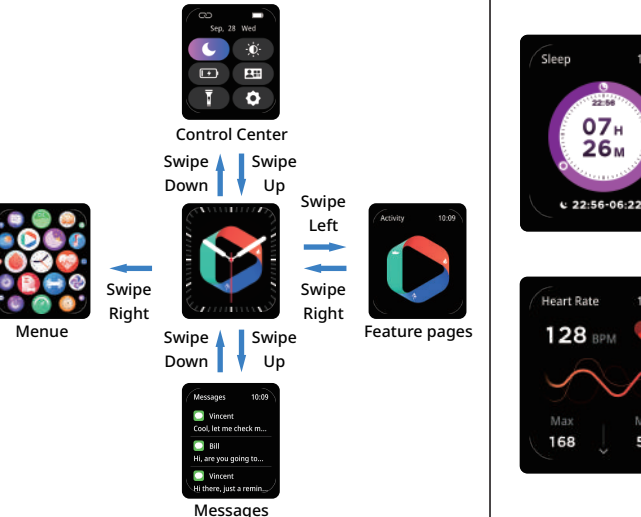 Sep, 28 Wed
Control Center
Swipe Down
Swipe Up
Swipe Left
Activity 10:09
Swipe Right
Menue
Swipe Right
Feature pages
Swipe Down
Swipe Up
Messages 10:09
Vincent
Cool, let me check m...
Bill
Hi, are you going to...
Vincent
Hi there, just a remin...
Messages
Sleep
22:56
07 H
26 M
22:56-06:22
Heart Rate
128 BPM
Max
168